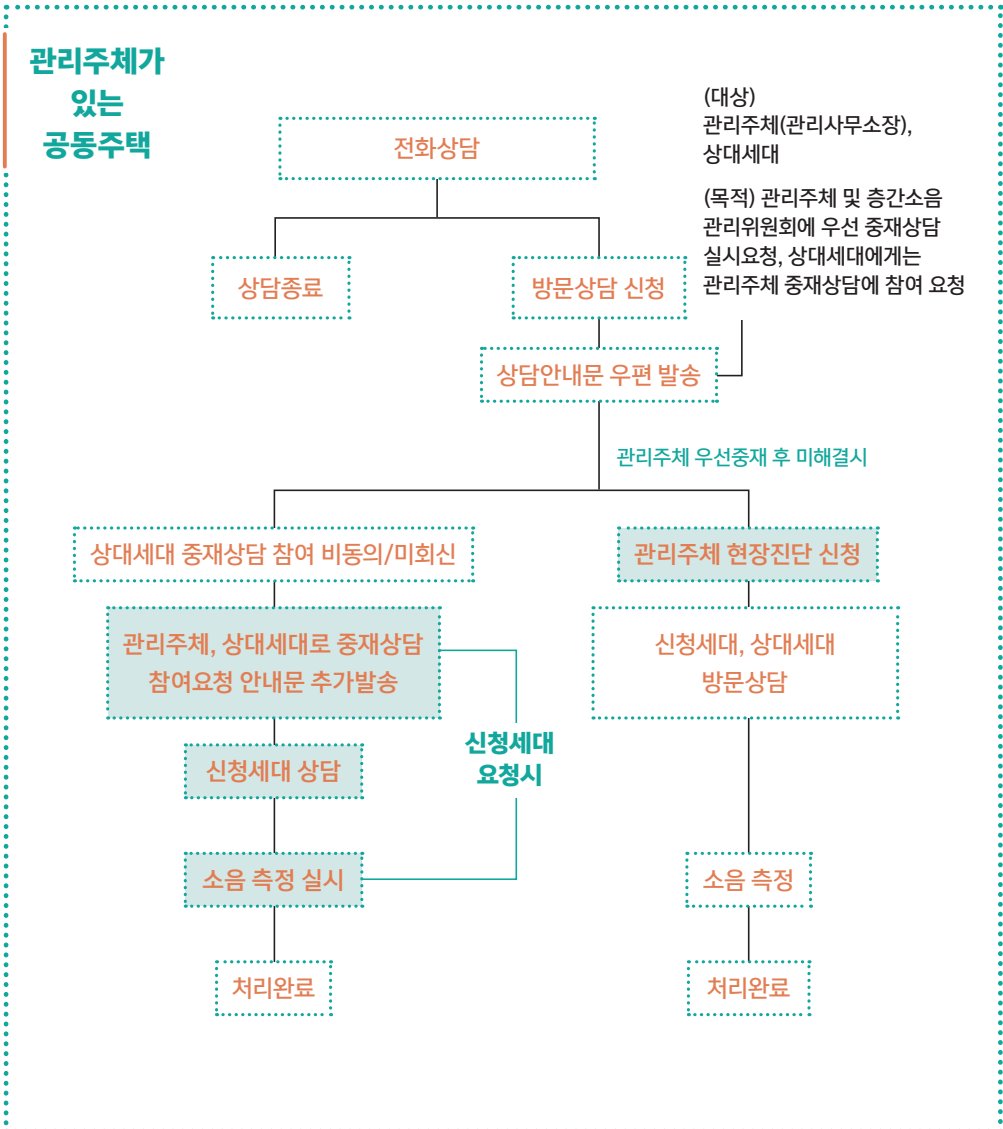 관리주체가
있는
공동주택
전화상담
(대상)
관리주체(관리사무소장),
상대세대
(목적) 관리주체 및 층간소음
관리위원회에 우선 중재상담
실시요청, 상대세대에게는
관리주체 중재상담에 참여 요청
상담종료
방문상담 신청
상담안내문 우편 발송
관리주체 우선중재 후 미해결시
상대세대 중재상담 참여 비동의/미회신
관리주체 현장진단 신청
관리주체, 상대세대로 중재상담
참여요청 안내문 추가발송
신청세대, 상대세대
방문상담
신청세대
요청시
신청세대 상담
소음 측정 실시
소음 측정
처리완료
처리완료